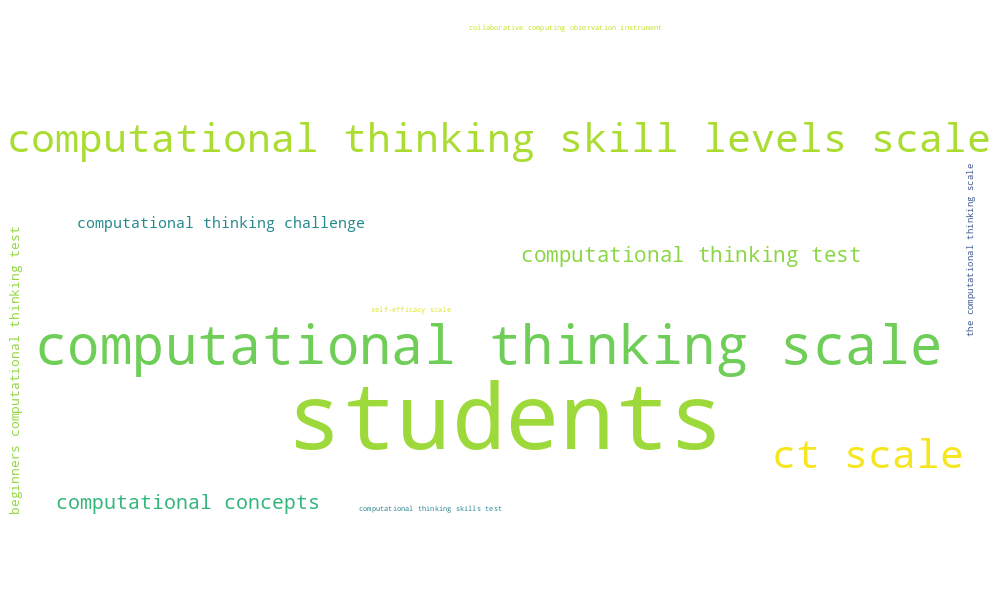 collaborative computing observation instrument
computational thinking skill levels scale
the computational thinking scale
computational thinking challenge
beginners computational thinking test
computational thinking test
self-efficacy scale
computational thinking scale
students
ct scale
computational concepts
computational thinking skills test